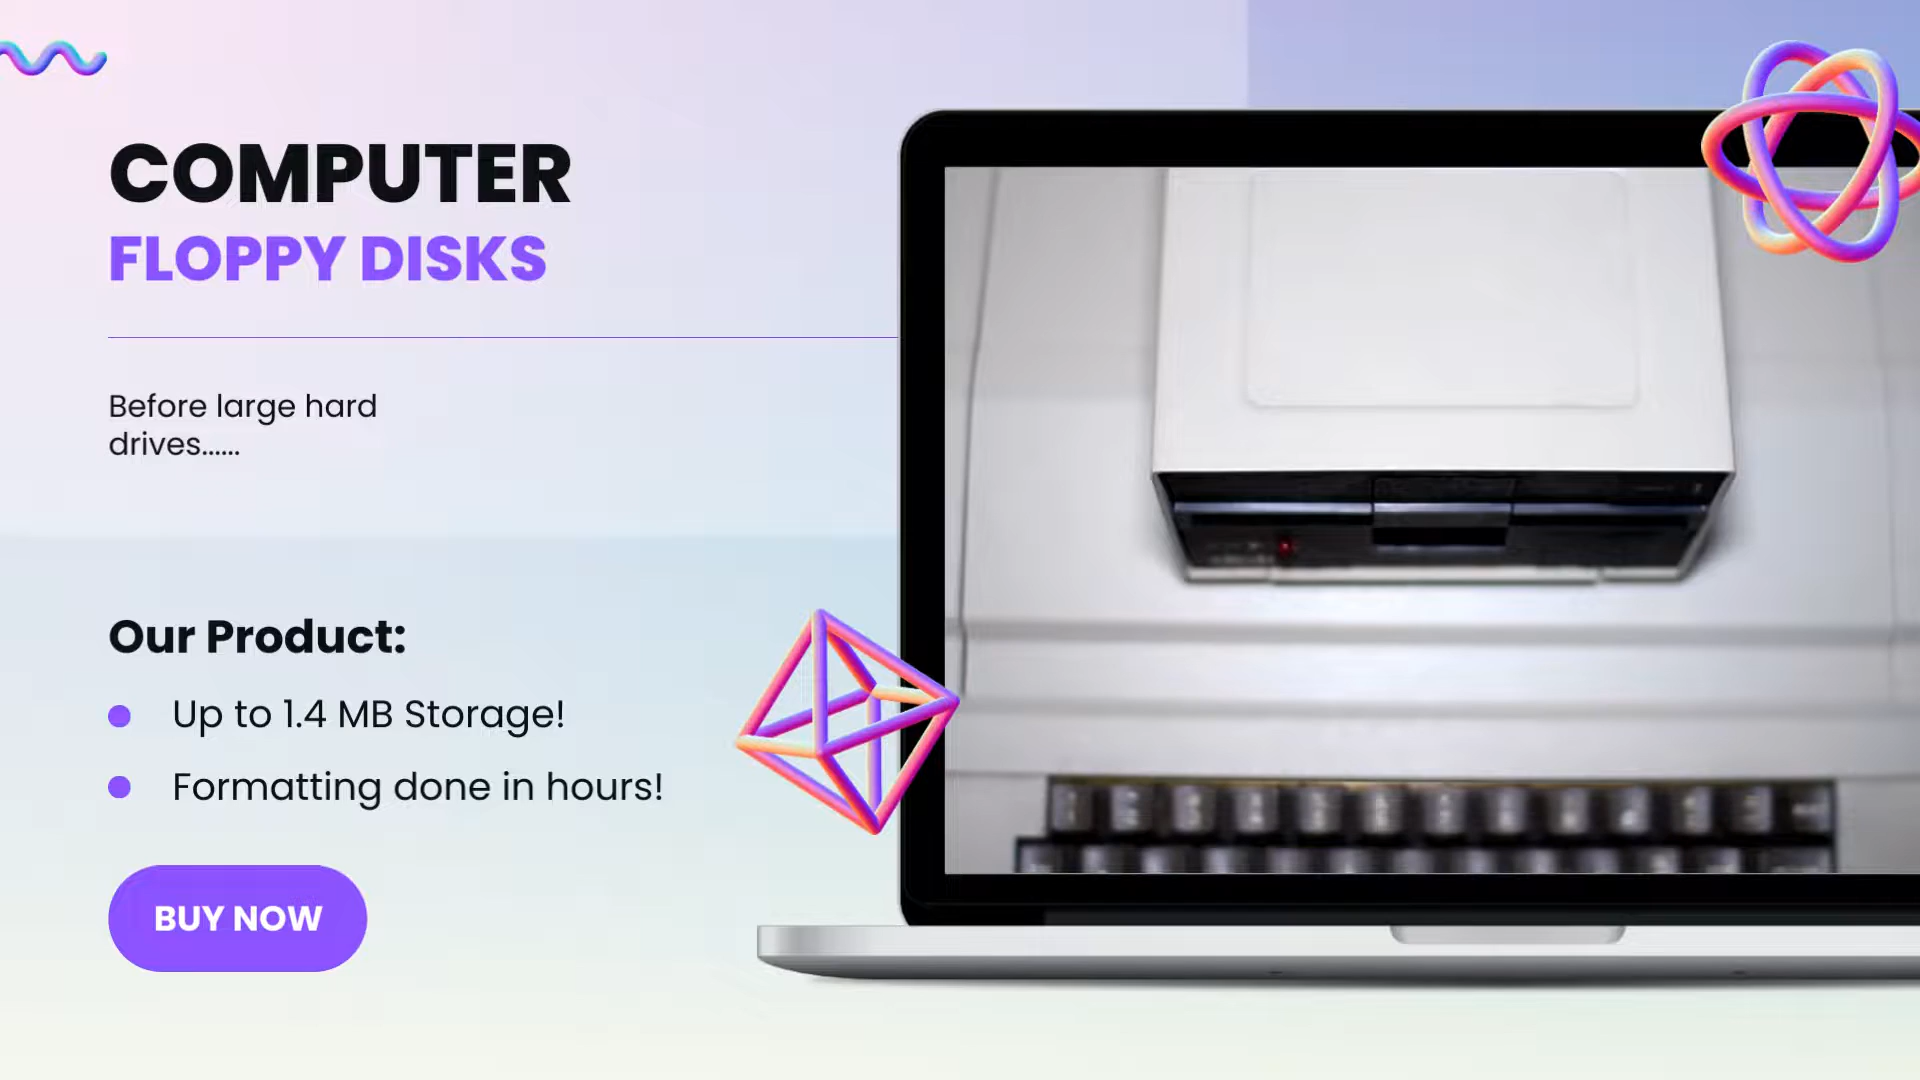 COMPUTER
FLOPPY DISKS
Before large hard
drives......
Our Product:
Up to 1.4 MB Storage!
Formatting done in hours!
BUY NOW